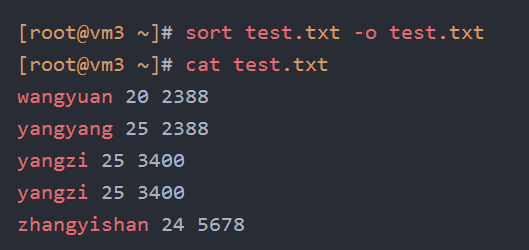 [root@vm3 ~]# sort test.txt -o test.txt
[root@vm3 ~]# cat test.txt
wangyuan 20 2388
yangyang 25 2388
yangzi 25 3400
yangzi 25 3400
zhangyishan 24 5678